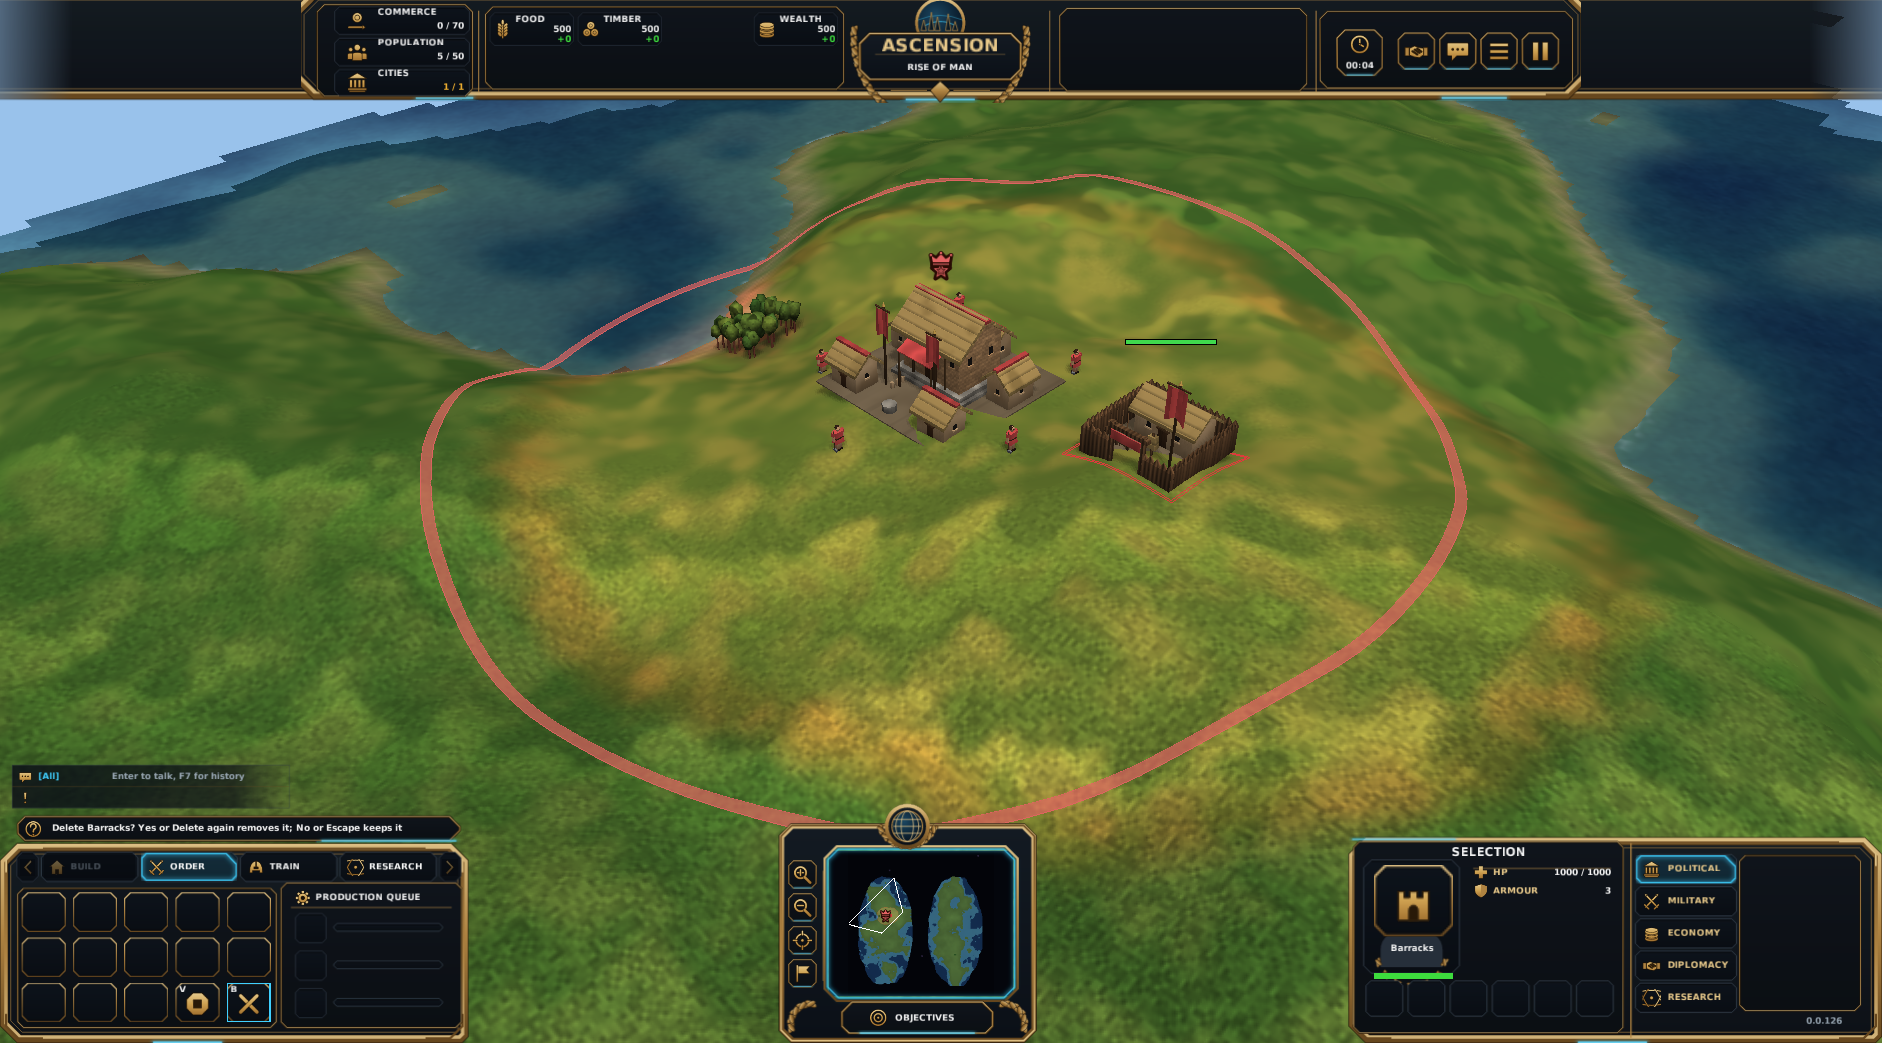 COMMERCE
0 / 70
POPULATION
5 / 50
CITIES
1 / 1
FOOD
500
+0
TIMBER
500
+0
WEALTH
500
+0
ASCENSION
RISE OF MAN
00:04
[All] Enter to talk, F7 for history
!
Delete Barracks? Yes or Delete again removes it; No or Escape keeps it
BUILD
ORDER
TRAIN
RESEARCH
PRODUCTION QUEUE
V
B
OBJECTIVES
SELECTION
HP 1000 / 1000
ARMOUR 3
Barracks
POLITICAL
MILITARY
ECONOMY
DIPLOMACY
RESEARCH
0.0.126